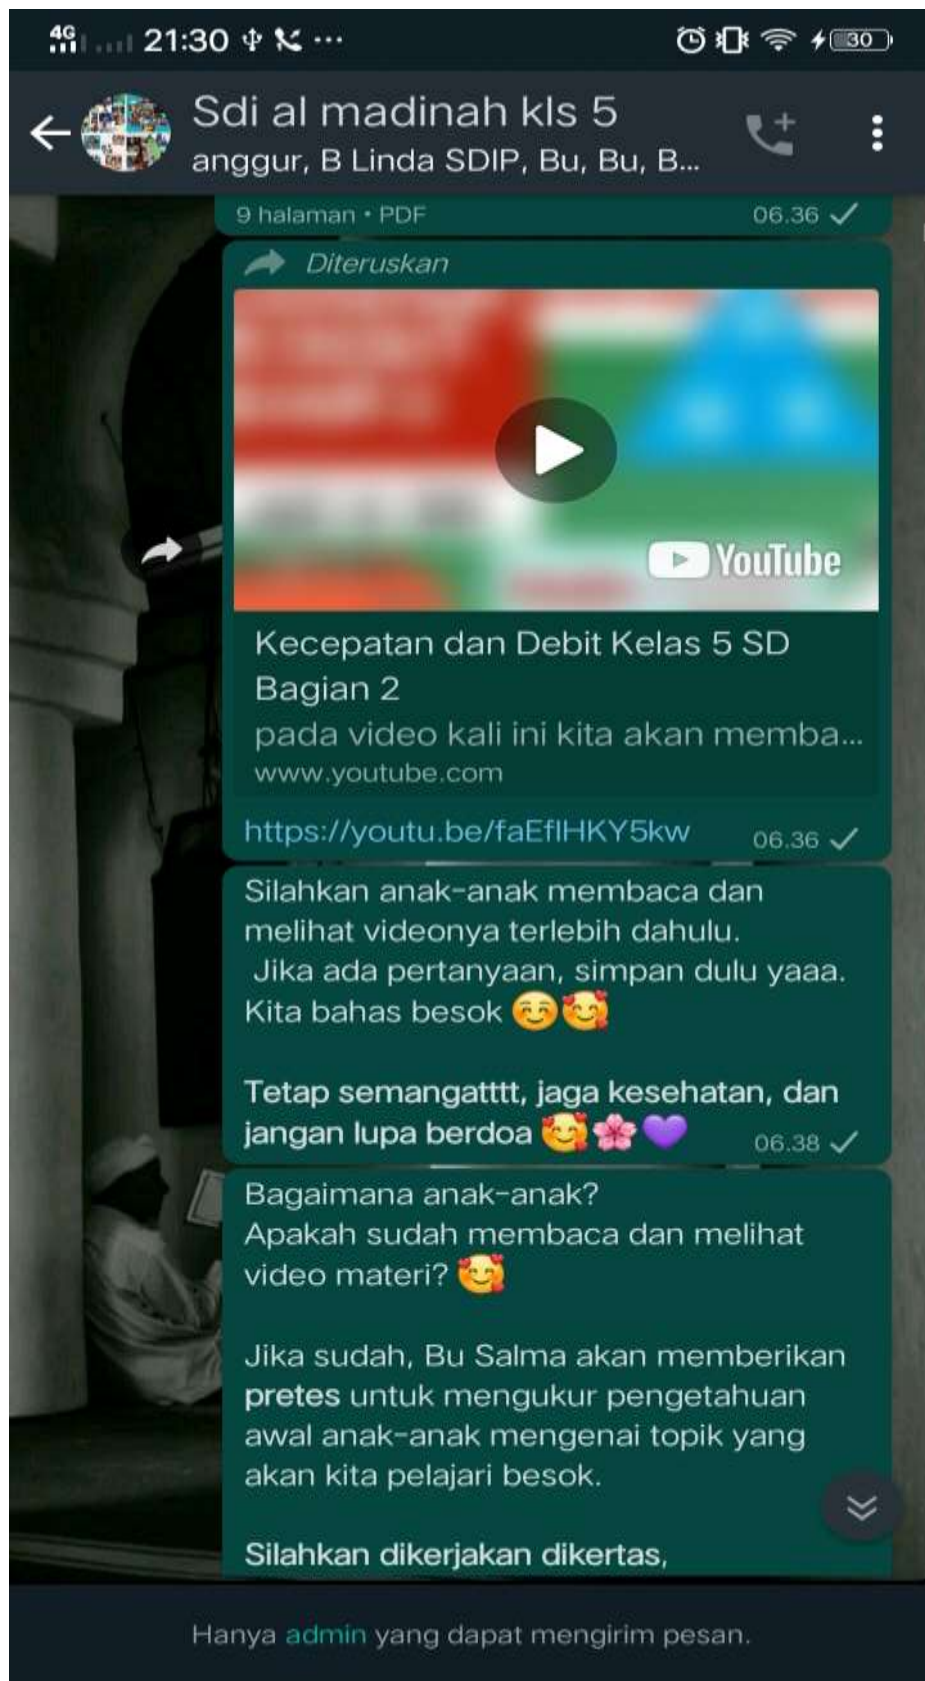 4G 21:30 ... 30
Sdi al madinah kls 5
anggur, B Linda SDIP, Bu, Bu, B...
9 halaman • PDF 06.36
Diteruskan
YouTube
Kecepatan dan Debit Kelas 5 SD
Bagian 2
pada video kali ini kita akan memba...
www.youtube.com
https://youtu.be/faEflHKY5kw 06.36
Silahkan anak-anak membaca dan
melihat videonya terlebih dahulu.
Jika ada pertanyaan, simpan dulu yaaa.
Kita bahas besok ☺️🥰
Tetap semangatttt, jaga kesehatan, dan
jangan lupa berdoa 🥰🌸💜 06.38
Bagaimana anak-anak?
Apakah sudah membaca dan melihat
video materi? 🥰
Jika sudah, Bu Salma akan memberikan
pretes untuk mengukur pengetahuan
awal anak-anak mengenai topik yang
akan kita pelajari besok.
Silahkan dikerjakan dikertas,
Hanya admin yang dapat mengirim pesan.